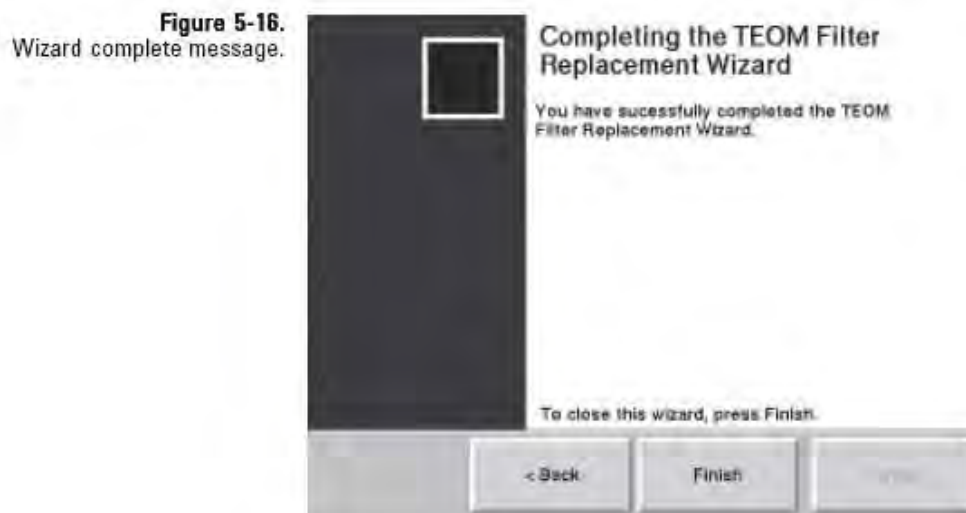 Figure 5-16.
Wizard complete message.
Completing the TEOM Filter
Replacement Wizard
You have sucessfully completed the TEOM
Filter Replacement Wizard.
To close this wizard, press Finish.
< Back
Finish